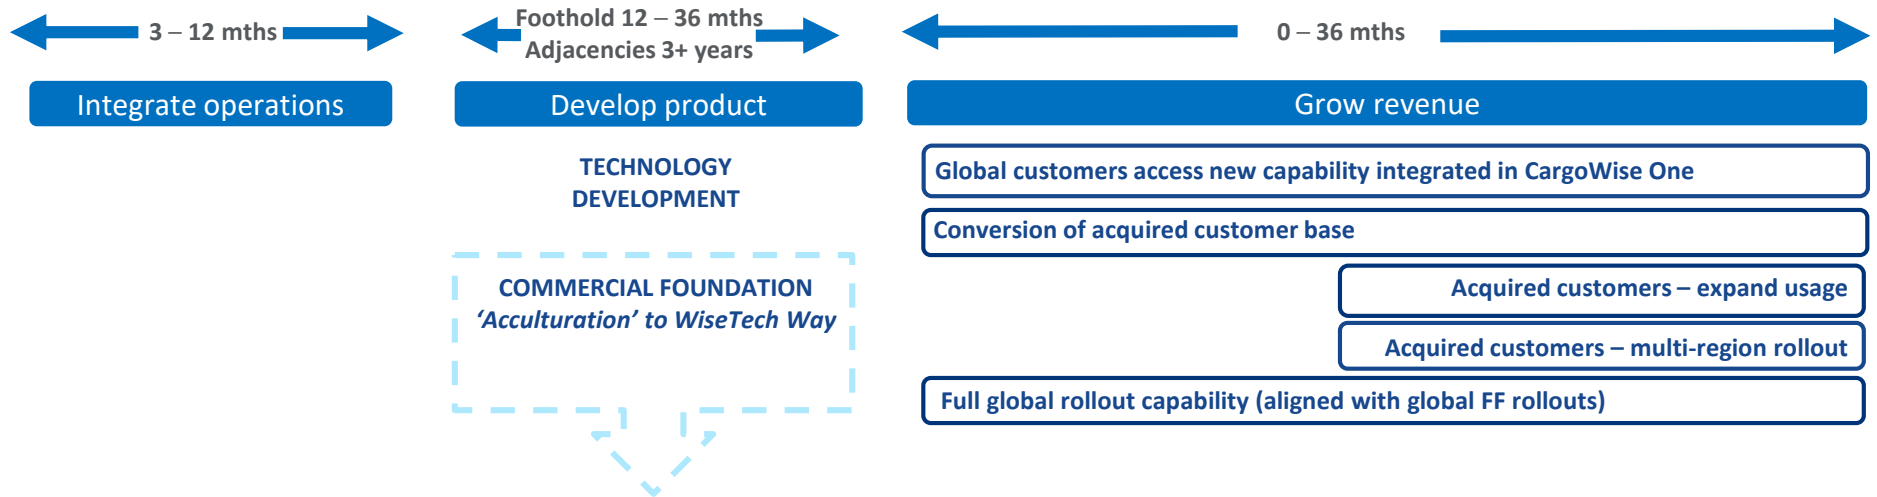 3 – 12 mths
Foothold 12 – 36 mths
Adjacencies 3+ years
0 – 36 mths
Integrate operations
Develop product
Grow revenue
TECHNOLOGY
DEVELOPMENT
COMMERCIAL FOUNDATION
‘Acculturation’ to WiseTech Way
Global customers access new capability integrated in CargoWise One
Conversion of acquired customer base
Acquired customers – expand usage
Acquired customers – multi-region rollout
Full global rollout capability (aligned with global FF rollouts)